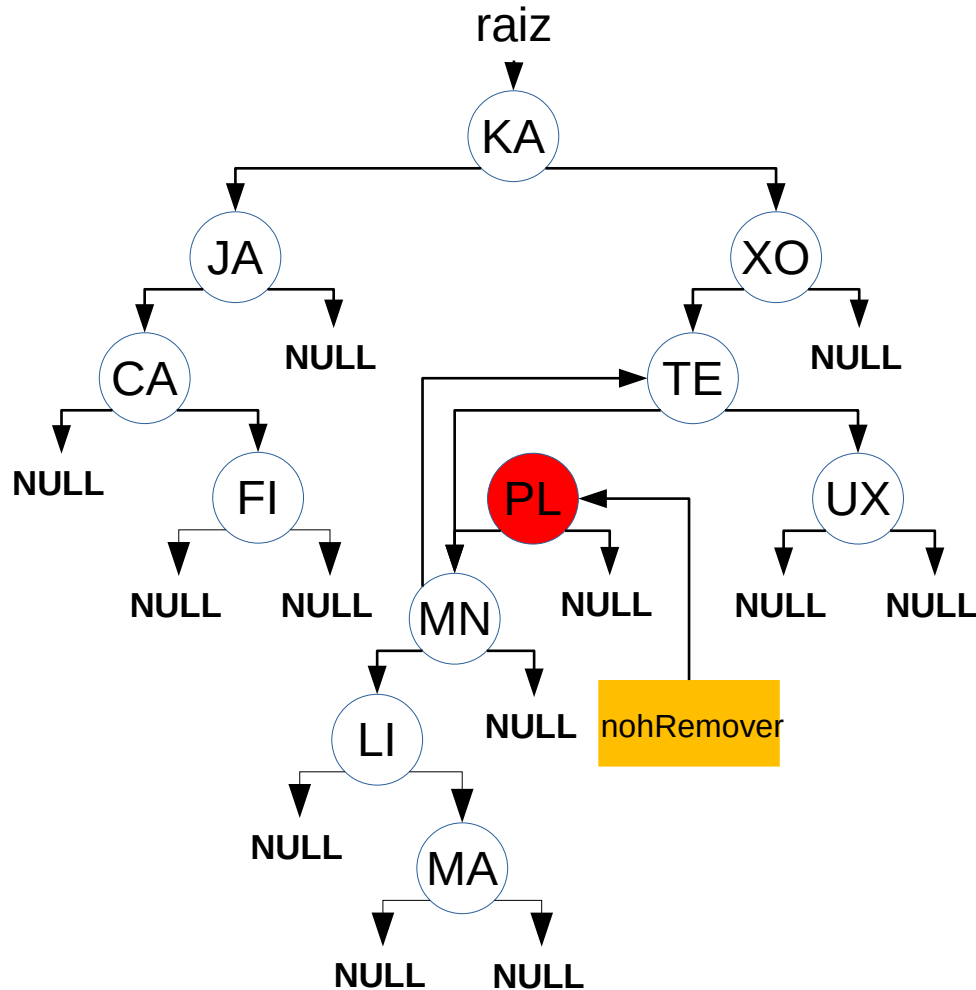 raiz
KA
JA
XO
NULL
NULL
CA
TE
NULL
FI
PL
UX
NULL
NULL
NULL
NULL
NULL
MN
NULL
nohRemover
LI
NULL
MA
NULL
NULL